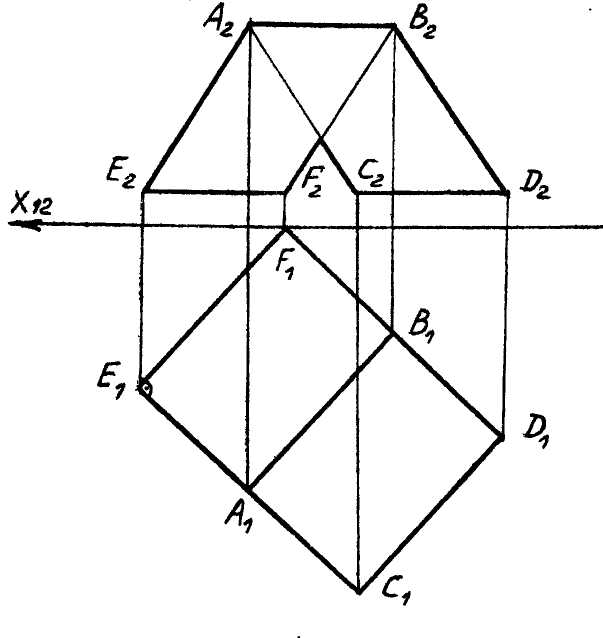 A₂ B₂
E₂ F₂ C₂ D₂
X₁₂
F₁
B₁
E₁
D₁
A₁
C₁